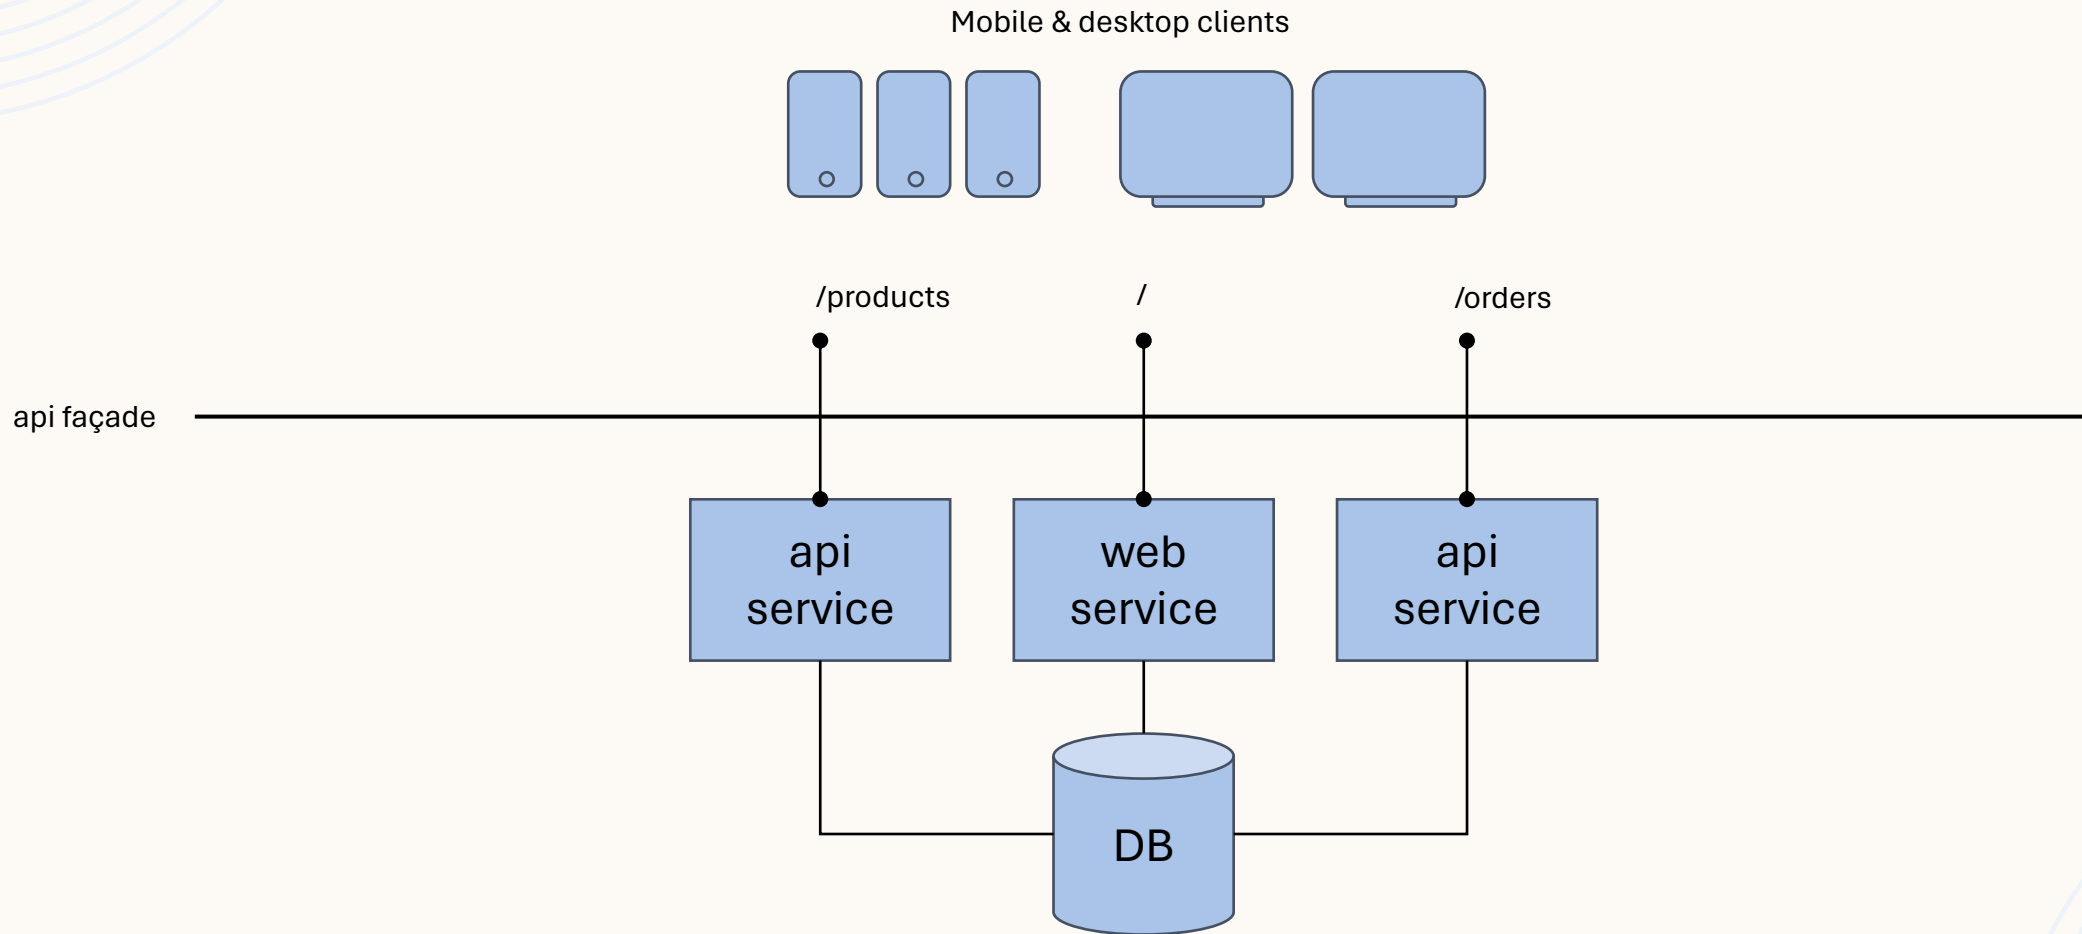 Mobile & desktop clients
/products
/
/orders
api façade
api
service
web
service
api
service
DB